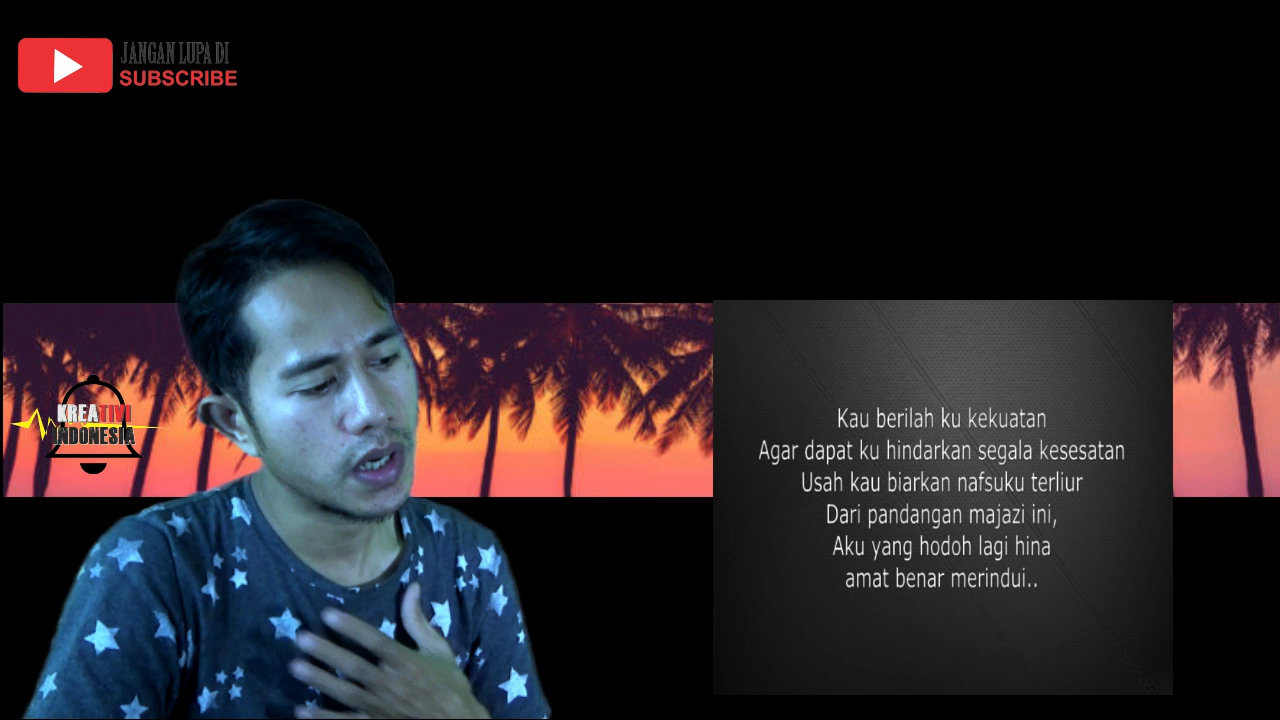 JANGAN LUPA DI
SUBSCRIBE
KREATIVI
INDONESIA
Kau berilah ku kekuatan
Agar dapat ku hindarkan segala kesesatan
Usah kau biarkan nafsuku terliur
Dari pandangan majazi ini,
Aku yang hodoh lagi hina
amat benar merindui..